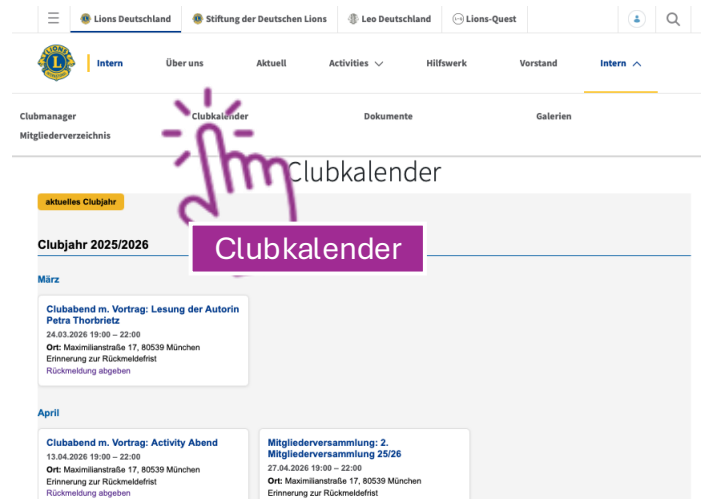 Lions Deutschland
Stiftung der Deutschen Lions
Leo Deutschland
Lions-Quest
Intern
Über uns
Aktuell
Activities
Hilfswerk
Vorstand
Intern
Clubmanager
Clubkalender
Dokumente
Galerien
Mitgliederverzeichnis
Clubkalender
aktuelles Clubjahr
Clubjahr 2025/2026
Clubkalender
März
Clubabend m. Vortrag: Lesung der Autorin
Petra Thorbrietz
24.03.2026 19:00 – 22:00
Ort: Maximilianstraße 17, 80539 München
Erinnerung zur Rückmeldefrist
Rückmeldung abgeben
April
Clubabend m. Vortrag: Activity Abend
13.04.2026 19:00 – 22:00
Ort: Maximilianstraße 17, 80539 München
Erinnerung zur Rückmeldefrist
Rückmeldung abgeben
Mitgliederversammlung: 2.
Mitgliederversammlung 25/26
27.04.2026 19:00 – 22:00
Ort: Maximilianstraße 17, 80539 München
Erinnerung zur Rückmeldefrist